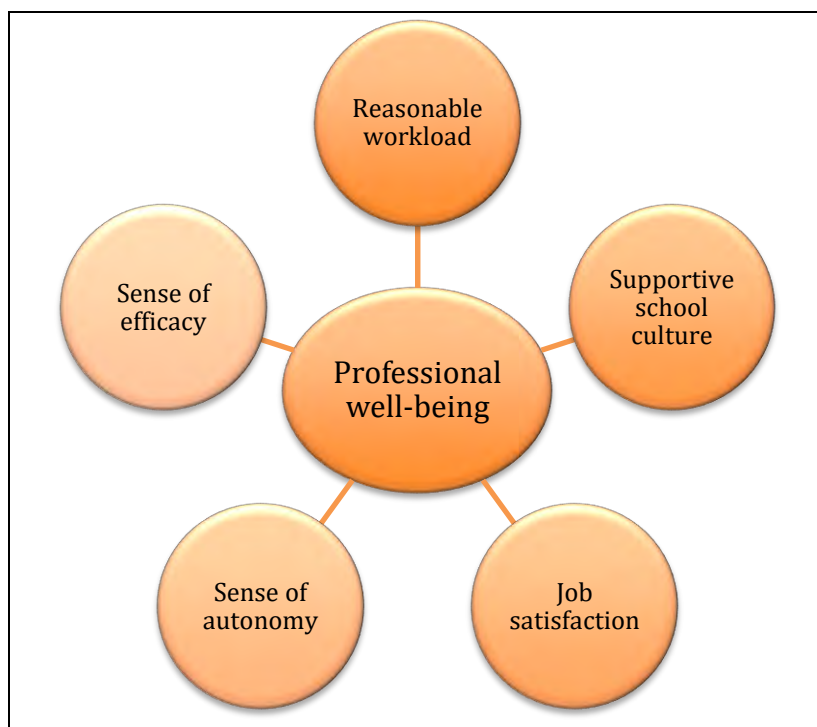 Reasonable
workload
Supportive
school
culture
Job
satisfaction
Sense of
autonomy
Sense of
efficacy
Professional
well-being